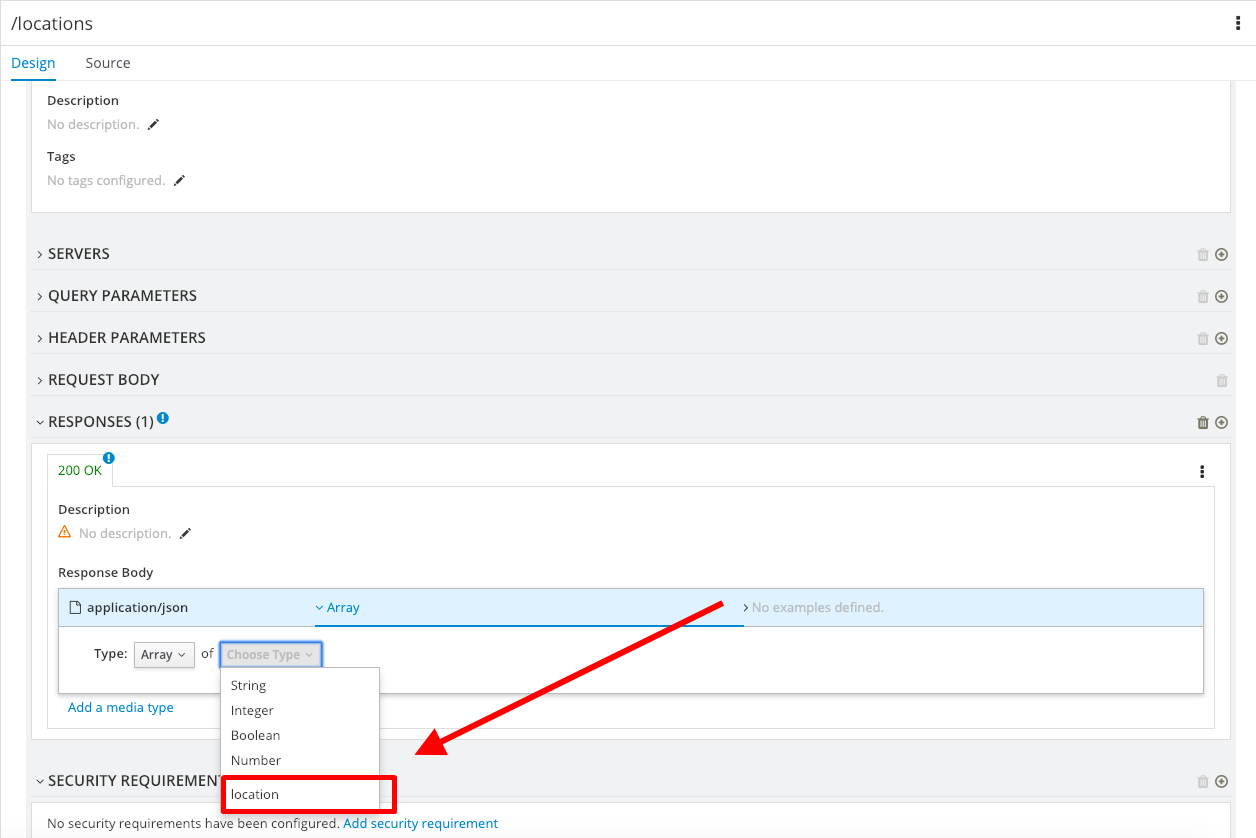 /locations
Design Source
Description
No description.
Tags
No tags configured.
SERVERS
QUERY PARAMETERS
HEADER PARAMETERS
REQUEST BODY
RESPONSES (1)
200 OK
Description
No description.
Response Body
application/json Array No examples defined.
Type: Array of Choose Type
String
Integer
Boolean
Number
location
Add a media type
SECURITY REQUIREMENT
No security requirements have been configured. Add security requirement